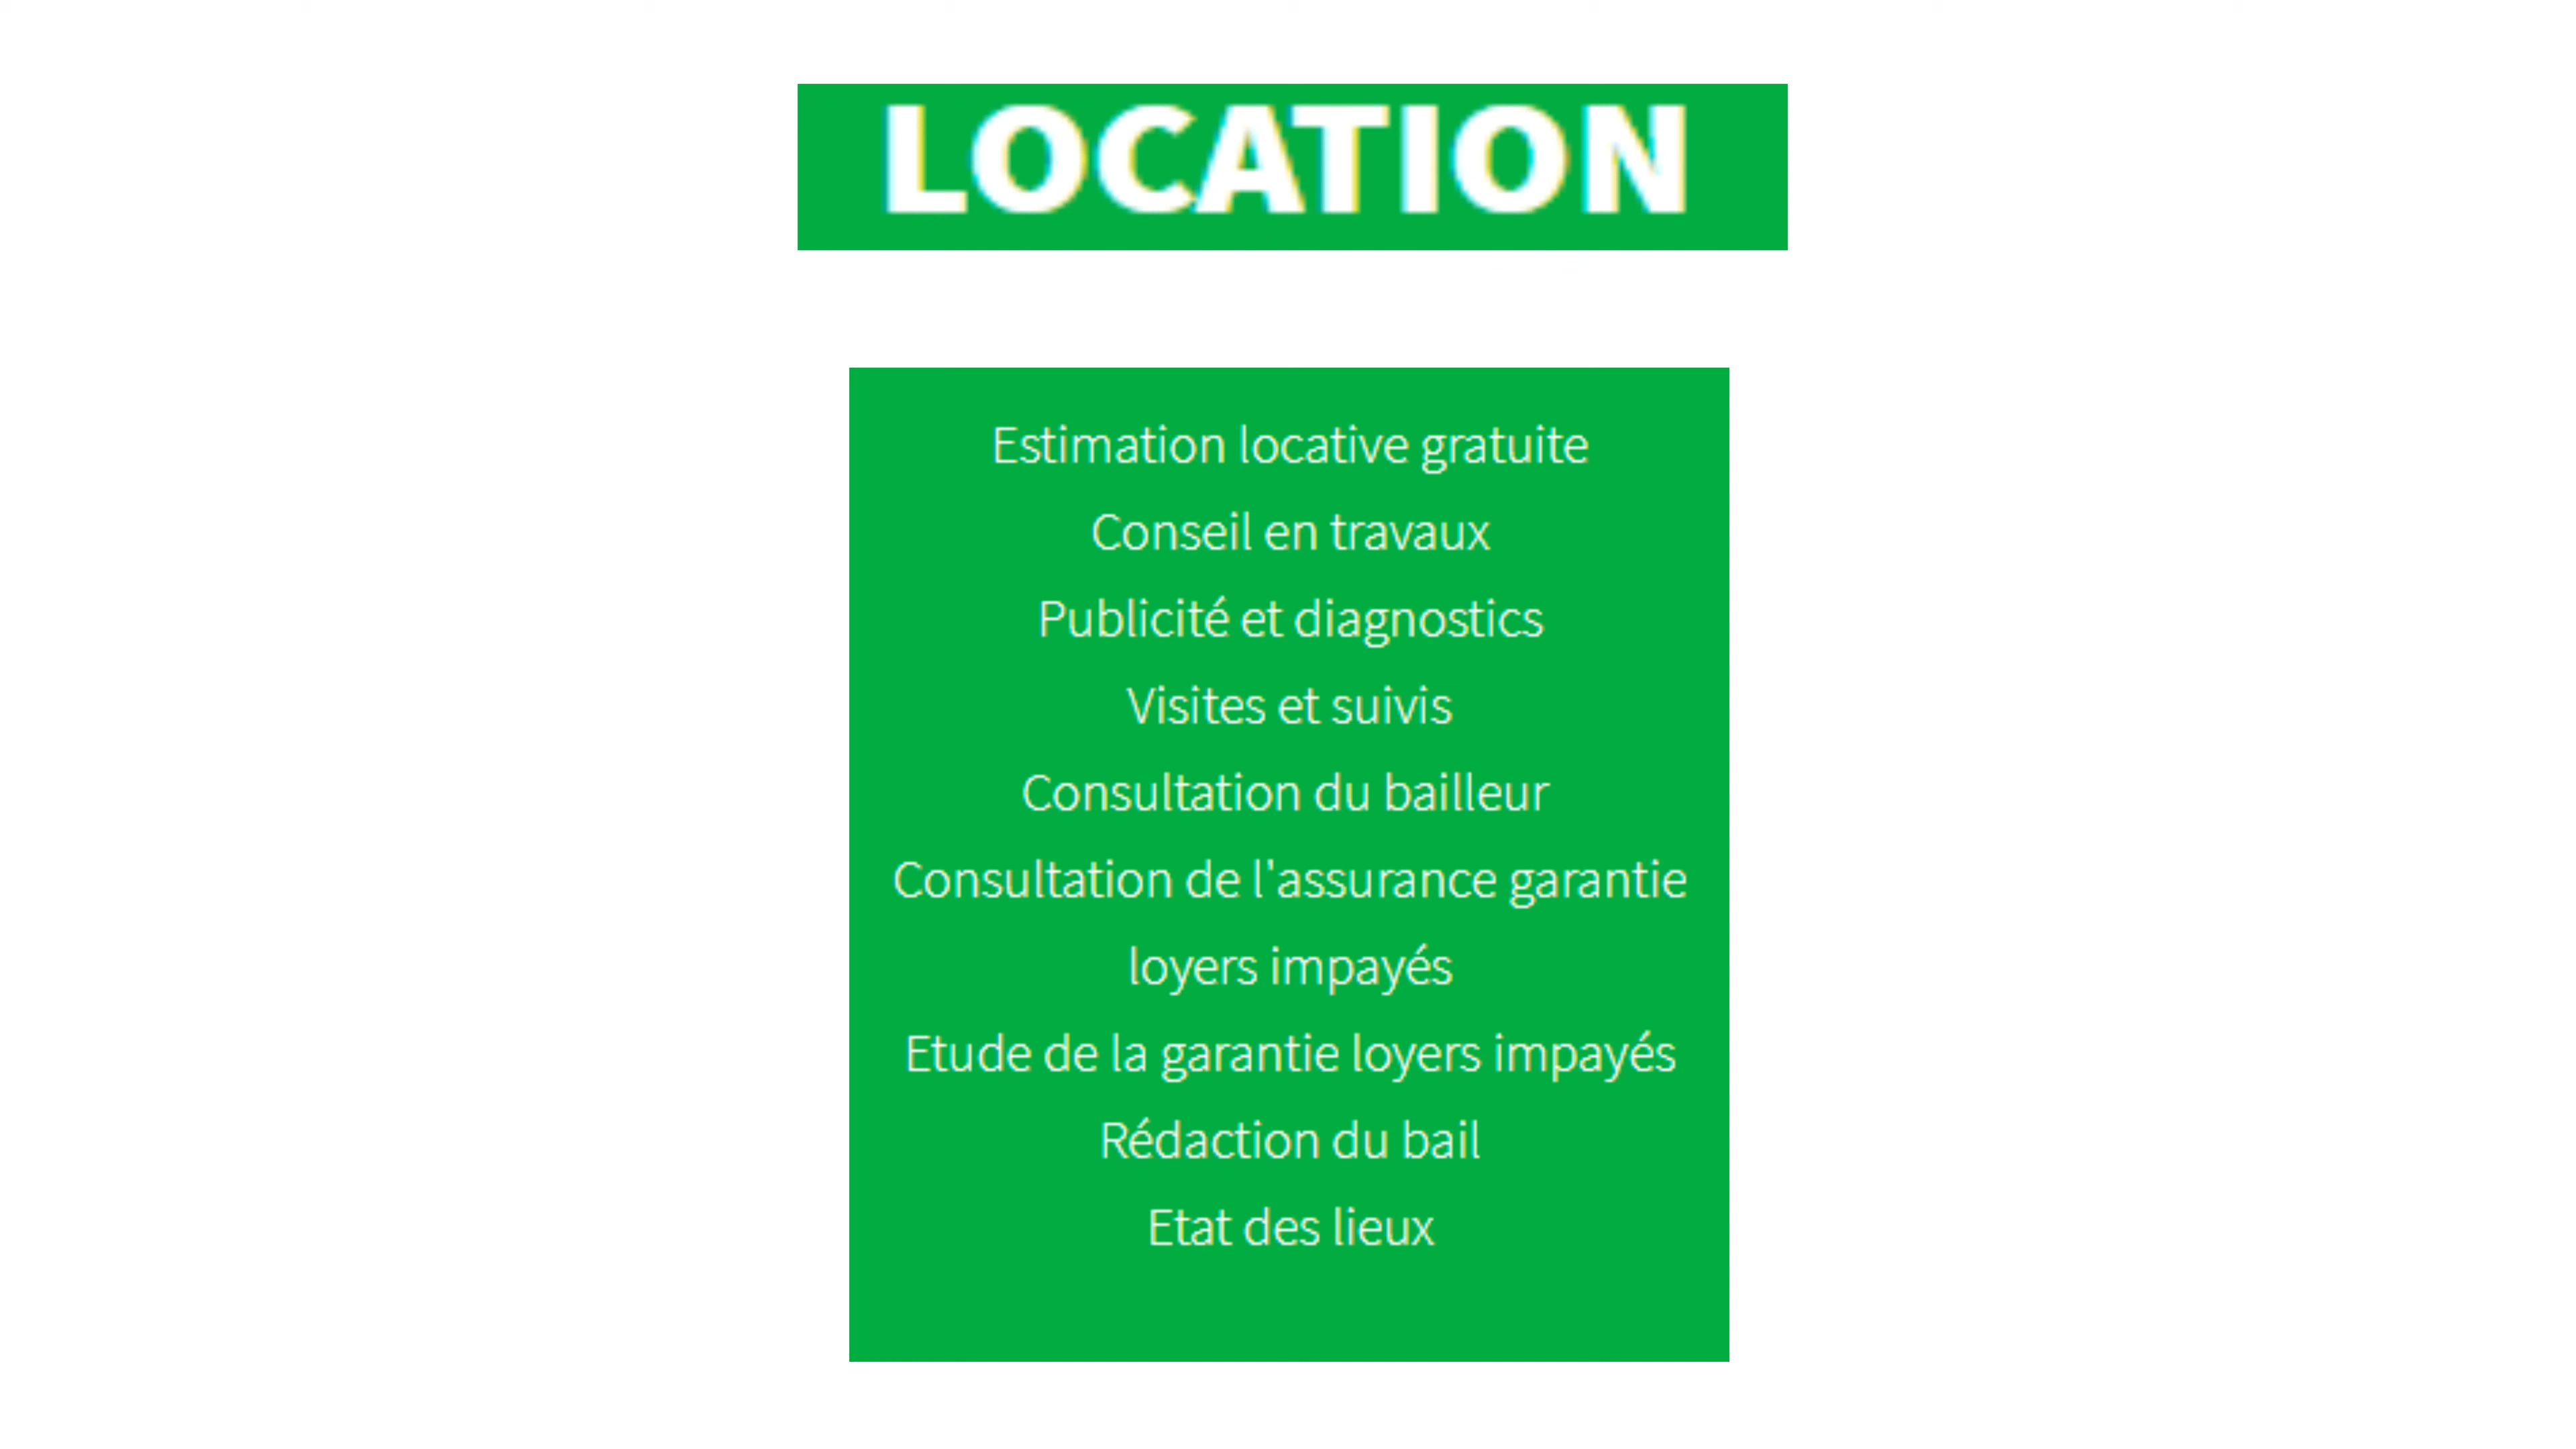 LOCATION
Estimation locative gratuite
Conseil en travaux
Publicité et diagnostics
Visites et suivis
Consultation du bailleur
Consultation de l'assurance garantie
loyers impayés
Etude de la garantie loyers impayés
Rédaction du bail
Etat des lieux